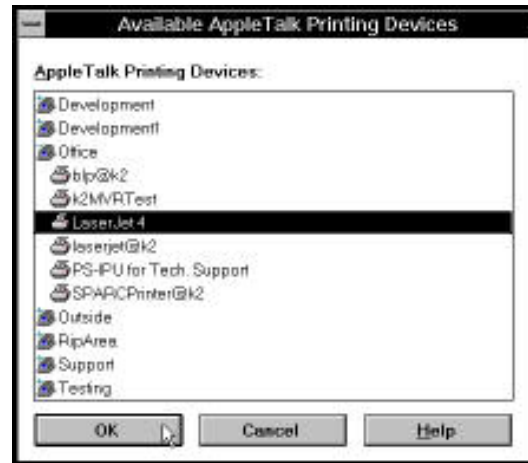 Available AppleTalk Printing Devices
AppleTalk Printing Devices:
Development
Development1
Office
blp@k2
k2MVRTest
LaserJet 4
laserjet@k2
PS-IPU for Tech. Support
SPARCPrinter@k2
Outside
RipArea
Support
Testing
OK Cancel Help